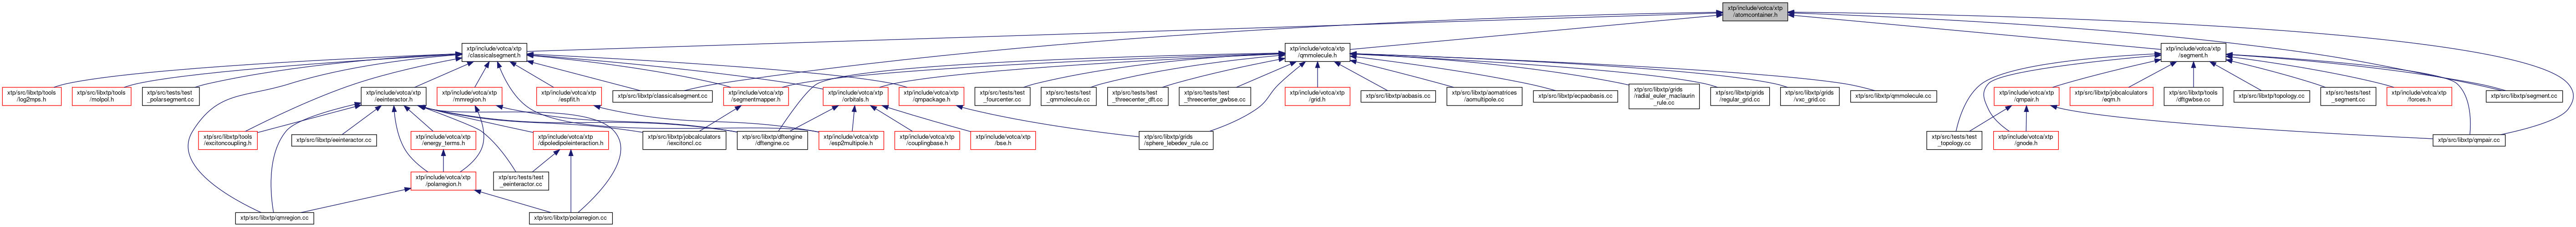 xtp/include/votca/xtp
/atomcontainer.h
xtp/include/votca/xtp
/classicalsegment.h
xtp/include/votca/xtp
/qmmolecule.h
xtp/include/votca/xtp
/segment.h
xtp/src/libxtp/tools
/log2mps.h
xtp/src/libxtp/tools
/molpol.h
xtp/src/tests/test
_polarsegment.cc
xtp/include/votca/xtp
/eeinteractor.h
xtp/include/votca/xtp
/mmregion.h
xtp/include/votca/xtp
/espfit.h
xtp/src/libxtp/classicalsegment.cc
xtp/include/votca/xtp
/segmentmapper.h
xtp/include/votca/xtp
/orbitals.h
xtp/include/votca/xtp
/qmpackage.h
xtp/src/tests/test
_fourcenter.cc
xtp/src/tests/test
_qmmolecule.cc
xtp/src/tests/test
_threecenter_dft.cc
xtp/src/tests/test
_threecenter_gwbse.cc
xtp/include/votca/xtp
/grid.h
xtp/src/libxtp/aobasis.cc
xtp/src/libxtp/aomatrices
/aomultipole.cc
xtp/src/libxtp/ecpaobasis.cc
xtp/src/libxtp/grids
/radial_euler_maclaurin
_rule.cc
xtp/src/libxtp/grids
/regular_grid.cc
xtp/src/libxtp/grids
/vxc_grid.cc
xtp/src/libxtp/qmmolecule.cc
xtp/include/votca/xtp
/qmpair.h
xtp/src/libxtp/jobcalculators
/eqm.h
xtp/src/libxtp/tools
/dftgwbse.cc
xtp/src/libxtp/topology.cc
xtp/src/tests/test
_segment.cc
xtp/include/votca/xtp
/forces.h
xtp/src/libxtp/segment.cc
xtp/src/libxtp/tools
/excitoncoupling.h
xtp/src/libxtp/eeinteractor.cc
xtp/include/votca/xtp
/energy_terms.h
xtp/include/votca/xtp
/dipoledipoleinteraction.h
xtp/src/libxtp/jobcalculators
/iexcitoncl.cc
xtp/src/libxtp/dftengine
/dftengine.cc
xtp/include/votca/xtp
/esp2multipole.h
xtp/include/votca/xtp
/couplingbase.h
xtp/include/votca/xtp
/bse.h
xtp/src/libxtp/grids
/sphere_lebedev_rule.cc
xtp/src/tests/test
_topology.cc
xtp/include/votca/xtp
/gnode.h
xtp/src/libxtp/qmpair.cc
xtp/include/votca/xtp
/polarregion.h
xtp/src/tests/test
_eeinteractor.cc
xtp/src/libxtp/qmregion.cc
xtp/src/libxtp/polarregion.cc